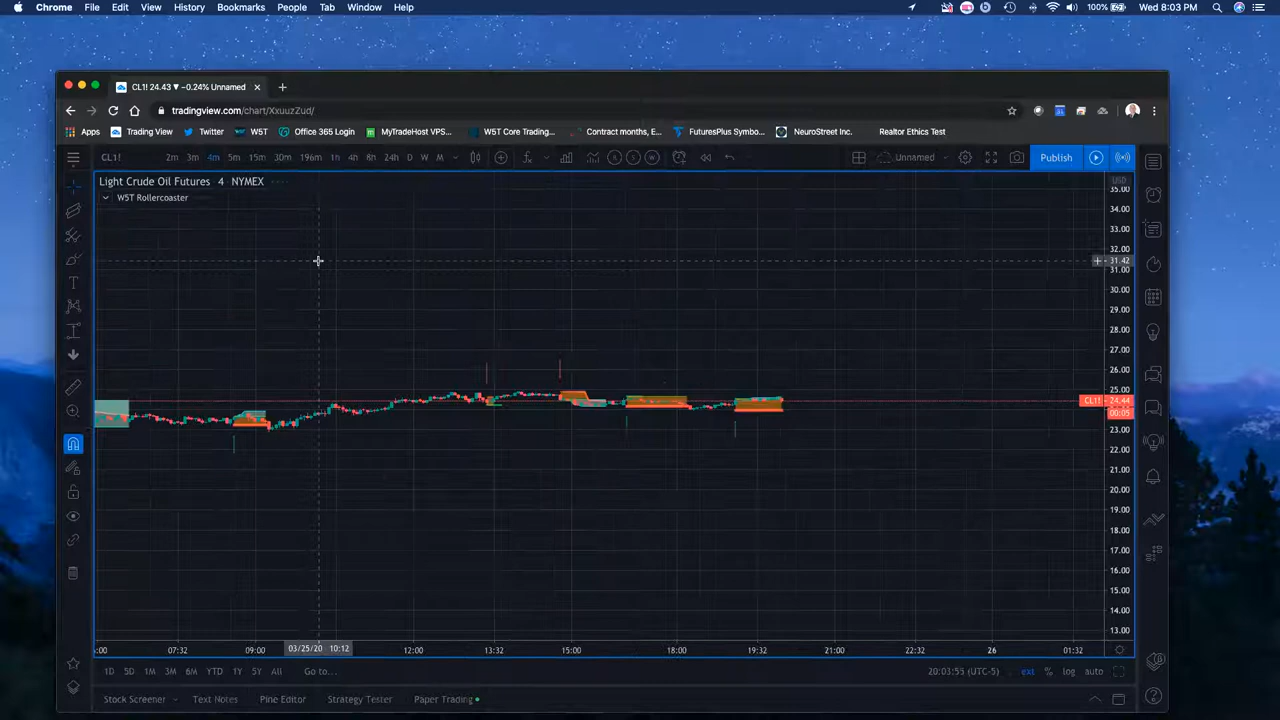 Chrome File Edit View History Bookmarks People Tab Window Help 100% Wed 8:03 PM
CL1! 24.43 ▼ −0.24% Unnamed
tradingview.com/chart/XxuuzZud/
Apps Trading View Twitter W5T Office 365 Login MyTradeHost VPS... W5T Core Trading... Contract months, E... FuturesPlus Symbo... NeuroStreet Inc. Realtor Ethics Test
CL1! 2m 3m 4m 5m 15m 30m 196m 1h 4h 8h 24h D W M Unnamed Publish
Light Crude Oil Futures 4 NYMEX
W5T Rollercoaster
USD
35.00
34.00
33.00
32.00
31.42
31.00
30.00
29.00
28.00
27.00
26.00
25.00
CL1! 24.44
00:05
23.00
22.00
21.00
20.00
19.00
18.00
17.00
16.00
15.00
14.00
13.00
:00 07:32 09:00 03/25/20 10:12 12:00 13:32 15:00 18:00 19:32 21:00 22:32 26 01:32
1D 5D 1M 3M 6M YTD 1Y 5Y All Go to... 20:03:55 (UTC-5) ext % log auto
Stock Screener Text Notes Pine Editor Strategy Tester Paper Trading